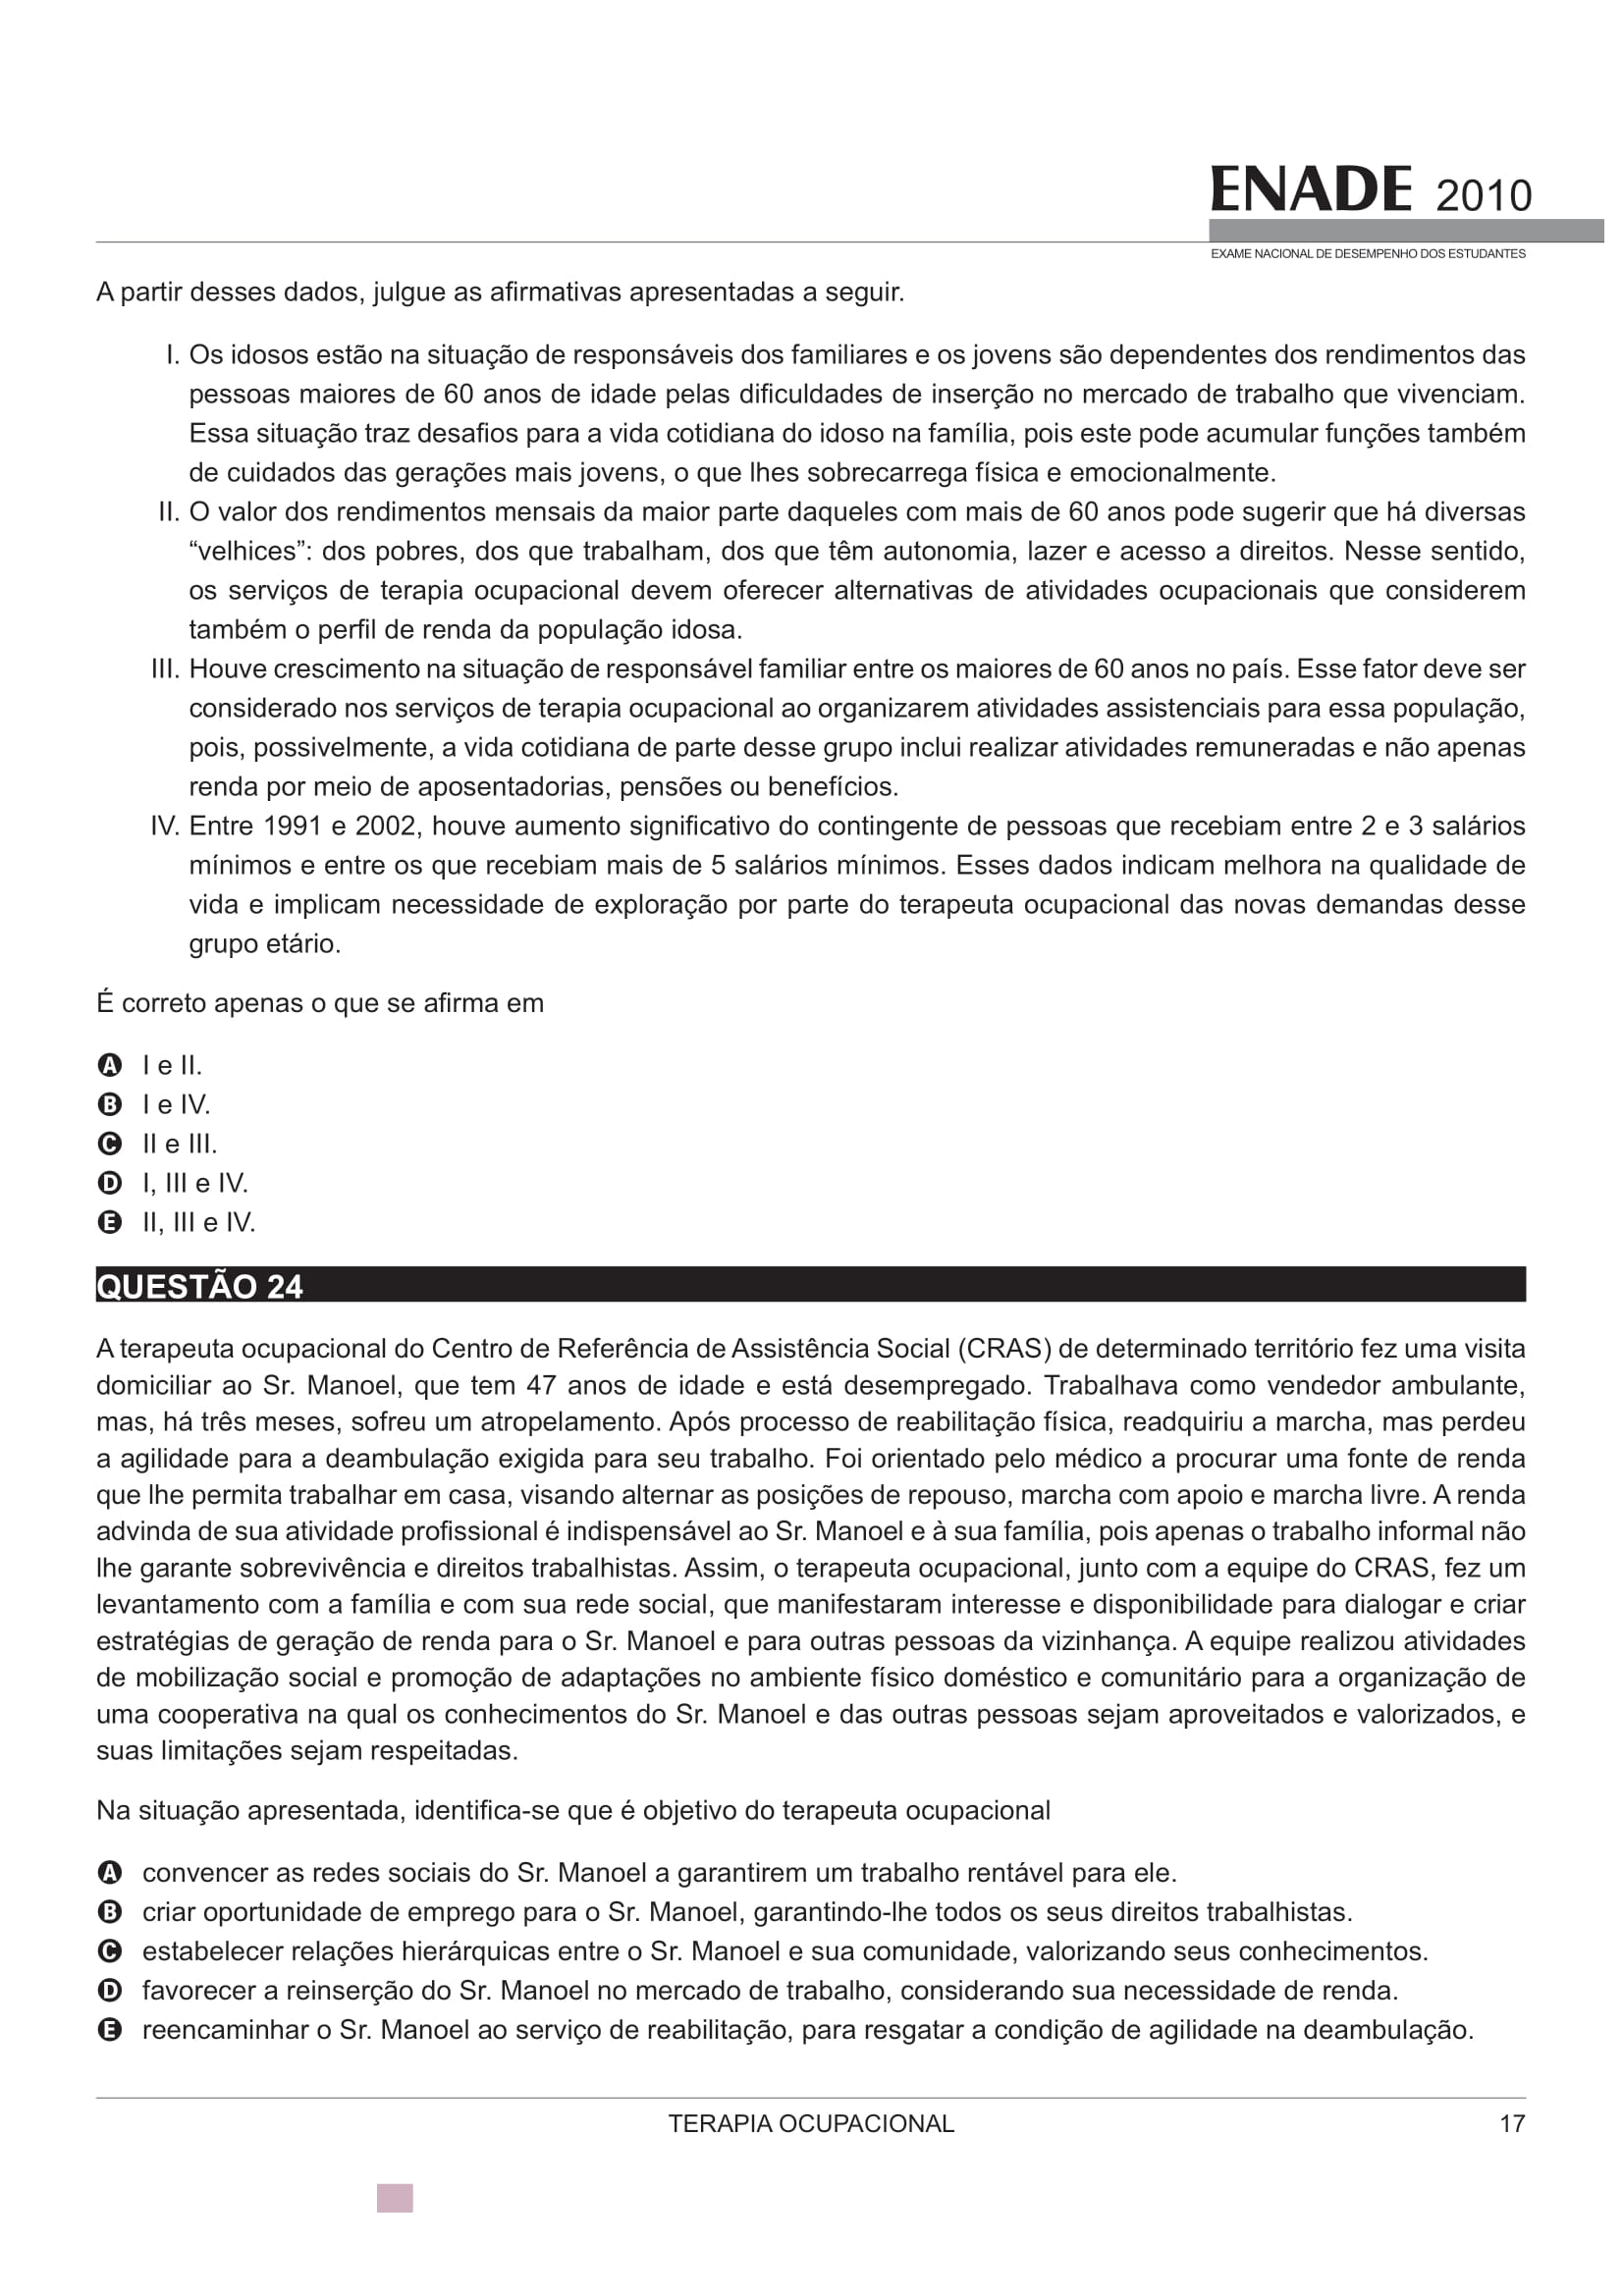 ENADE 2010
EXAME NACIONAL DE DESEMPENHO DOS ESTUDANTES
A partir desses dados, julgue as afirmativas apresentadas a seguir.
I. Os idosos estão na situação de responsáveis dos familiares e os jovens são dependentes dos rendimentos das
pessoas maiores de 60 anos de idade pelas dificuldades de inserção no mercado de trabalho que vivenciam.
Essa situação traz desafios para a vida cotidiana do idoso na família, pois este pode acumular funções também
de cuidados das gerações mais jovens, o que lhes sobrecarrega física e emocionalmente.
II. O valor dos rendimentos mensais da maior parte daqueles com mais de 60 anos pode sugerir que há diversas
“velhices”: dos pobres, dos que trabalham, dos que têm autonomia, lazer e acesso a direitos. Nesse sentido,
os serviços de terapia ocupacional devem oferecer alternativas de atividades ocupacionais que considerem
também o perfil de renda da população idosa.
III. Houve crescimento na situação de responsável familiar entre os maiores de 60 anos no país. Esse fator deve ser
considerado nos serviços de terapia ocupacional ao organizarem atividades assistenciais para essa população,
pois, possivelmente, a vida cotidiana de parte desse grupo inclui realizar atividades remuneradas e não apenas
renda por meio de aposentadorias, pensões ou benefícios.
IV. Entre 1991 e 2002, houve aumento significativo do contingente de pessoas que recebiam entre 2 e 3 salários
mínimos e entre os que recebiam mais de 5 salários mínimos. Esses dados indicam melhora na qualidade de
vida e implicam necessidade de exploração por parte do terapeuta ocupacional das novas demandas desse
grupo etário.
É correto apenas o que se afirma em
A I e II.
B I e IV.
C II e III.
D I, III e IV.
E II, III e IV.
QUESTÃO 24
A terapeuta ocupacional do Centro de Referência de Assistência Social (CRAS) de determinado território fez uma visita
domiciliar ao Sr. Manoel, que tem 47 anos de idade e está desempregado. Trabalhava como vendedor ambulante,
mas, há três meses, sofreu um atropelamento. Após processo de reabilitação física, readquiriu a marcha, mas perdeu
a agilidade para a deambulação exigida para seu trabalho. Foi orientado pelo médico a procurar uma fonte de renda
que lhe permita trabalhar em casa, visando alternar as posições de repouso, marcha com apoio e marcha livre. A renda
advinda de sua atividade profissional é indispensável ao Sr. Manoel e à sua família, pois apenas o trabalho informal não
lhe garante sobrevivência e direitos trabalhistas. Assim, o terapeuta ocupacional, junto com a equipe do CRAS, fez um
levantamento com a família e com sua rede social, que manifestaram interesse e disponibilidade para dialogar e criar
estratégias de geração de renda para o Sr. Manoel e para outras pessoas da vizinhança. A equipe realizou atividades
de mobilização social e promoção de adaptações no ambiente físico doméstico e comunitário para a organização de
uma cooperativa na qual os conhecimentos do Sr. Manoel e das outras pessoas sejam aproveitados e valorizados, e
suas limitações sejam respeitadas.
Na situação apresentada, identifica-se que é objetivo do terapeuta ocupacional
A convencer as redes sociais do Sr. Manoel a garantirem um trabalho rentável para ele.
B criar oportunidade de emprego para o Sr. Manoel, garantindo-lhe todos os seus direitos trabalhistas.
C estabelecer relações hierárquicas entre o Sr. Manoel e sua comunidade, valorizando seus conhecimentos.
D favorecer a reinserção do Sr. Manoel no mercado de trabalho, considerando sua necessidade de renda.
E reencaminhar o Sr. Manoel ao serviço de reabilitação, para resgatar a condição de agilidade na deambulação.
TERAPIA OCUPACIONAL 17